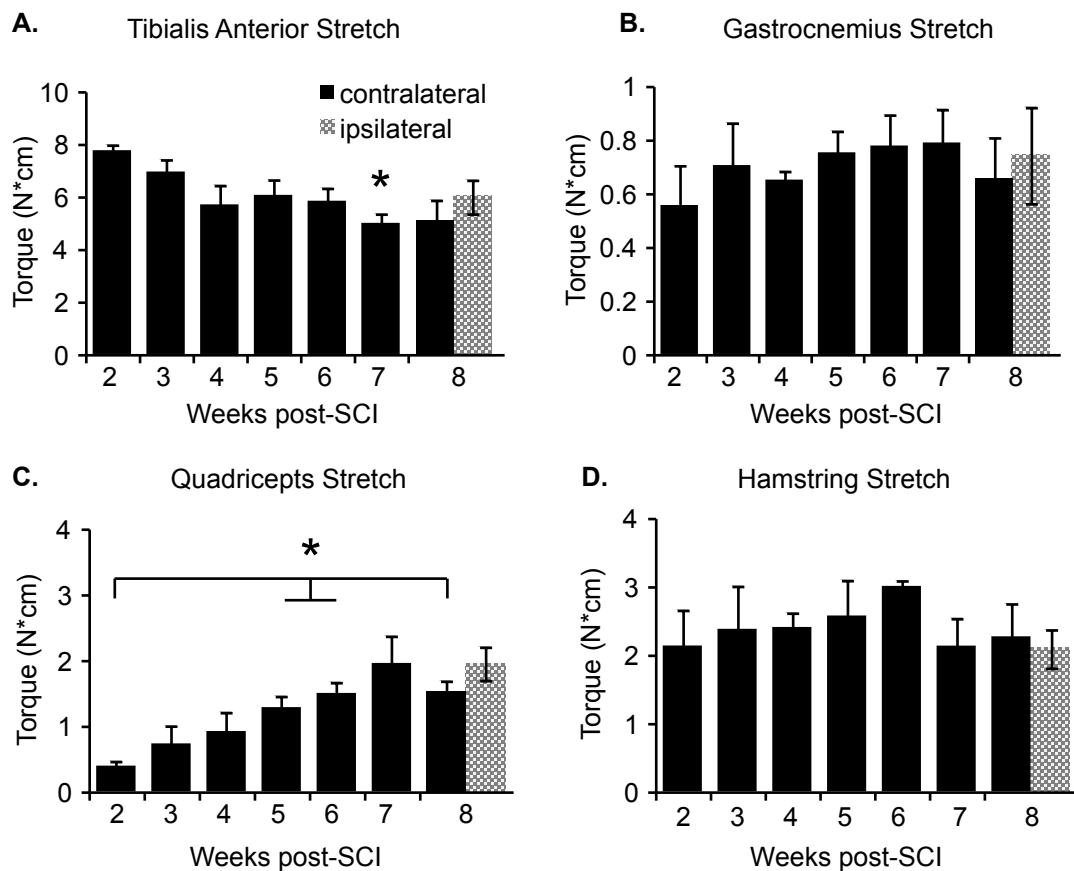 A.
Tibialis Anterior Stretch
contralateral
ipsilateral
*
Torque (N*cm)
10
8
6
4
2
0
2 3 4 5 6 7 8
Weeks post-SCI
B.
Gastrocnemius Stretch
Torque (N*cm)
1
0.8
0.6
0.4
0.2
0
2 3 4 5 6 7 8
Weeks post-SCI
C.
Quadricepts Stretch
*
Torque (N*cm)
4
3
2
1
0
2 3 4 5 6 7 8
Weeks post-SCI
D.
Hamstring Stretch
Torque (N*cm)
4
3
2
1
0
2 3 4 5 6 7 8
Weeks post-SCI